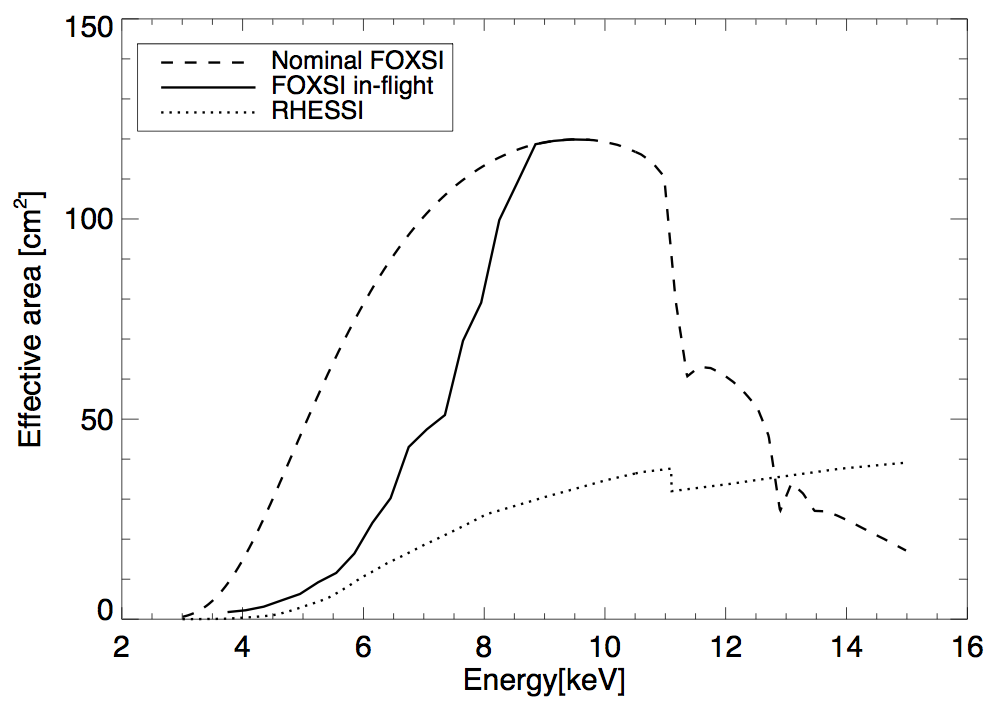 150
100
50
0
Effective area [cm²]
Nominal FOXSI
FOXSI in-flight
RHESSI
2 4 6 8 10 12 14 16
Energy[keV]